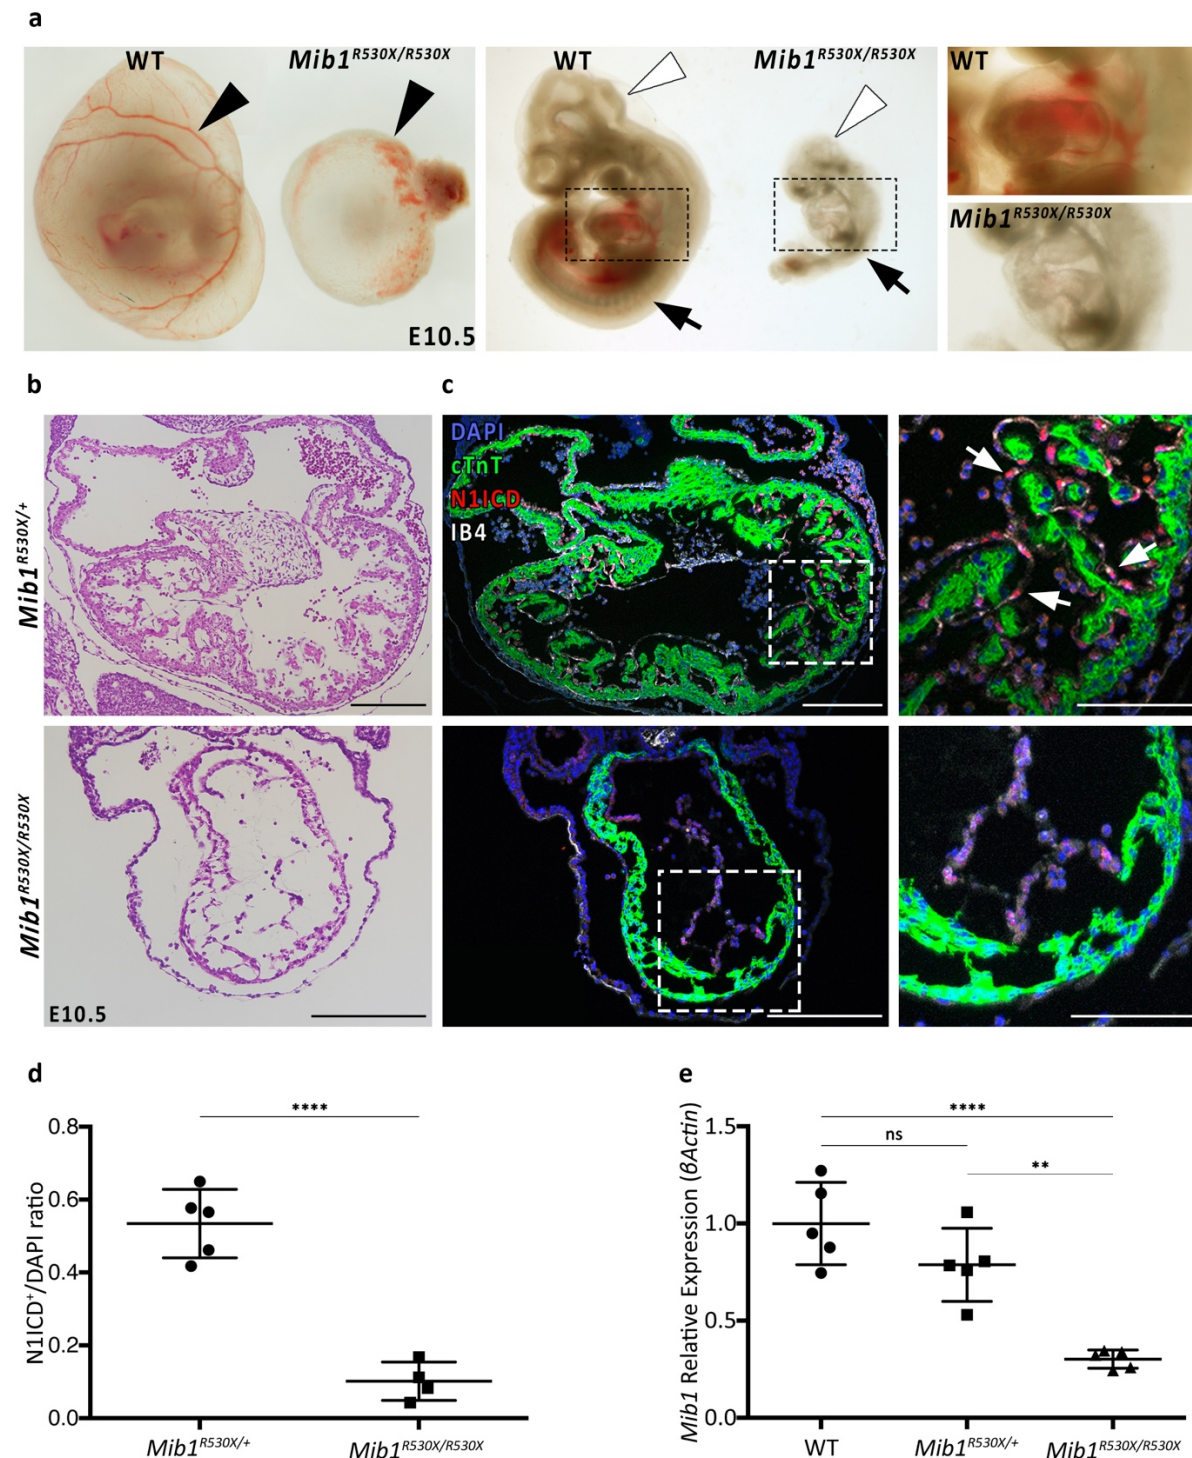 a
WT
Mib1R530X/R530X
E10.5
WT
Mib1R530X/R530X
WT
Mib1R530X/R530X
b
Mib1R530X/+
Mib1R530X/R530X
E10.5
c
DAPI
cTnT
N1ICD
IB4
d
****
N1ICD+/DAPI ratio
0.8
0.6
0.4
0.2
0.0
Mib1R530X/+
Mib1R530X/R530X
e
****
ns
**
Mib1 Relative Expression (βActin)
1.5
1.0
0.5
0.0
WT
Mib1R530X/+
Mib1R530X/R530X